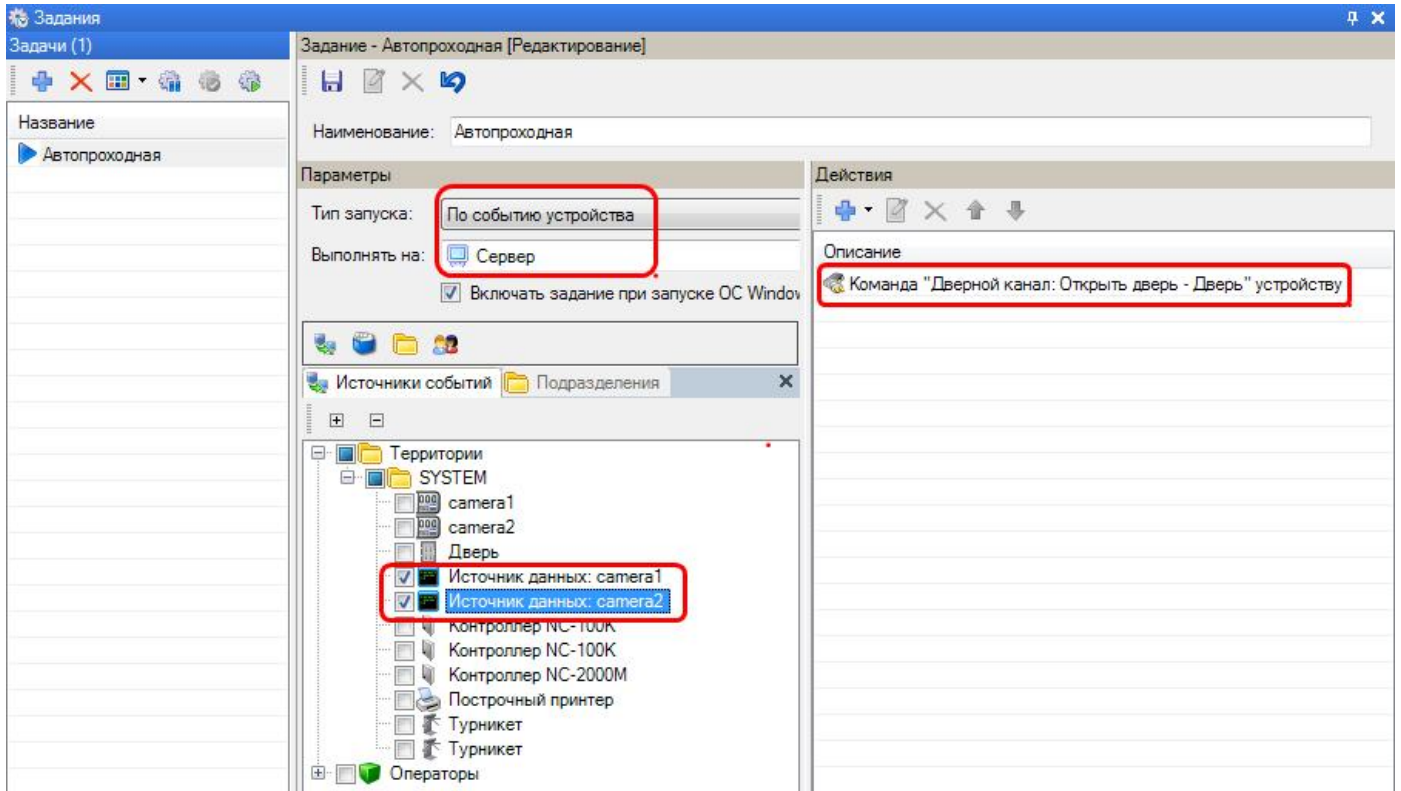 Задания
Задачи (1)
Задание - Автопроходная [Редактирование]
Название
Наименование: Автопроходная
Автопроходная
Параметры
Действия
Тип запуска: По событию устройства
Выполнять на: Сервер
Описание
Включать задание при запуске ОС Window
Команда "Дверной канал: Открыть дверь - Дверь" устройству
Источники событий
Подразделения
Территории
SYSTEM
camera1
camera2
Дверь
Источник данных: camera1
Источник данных: camera2
Контроллер NC-100K
Контроллер NC-100K
Контроллер NC-2000M
Построчный принтер
Турникет
Турникет
Операторы